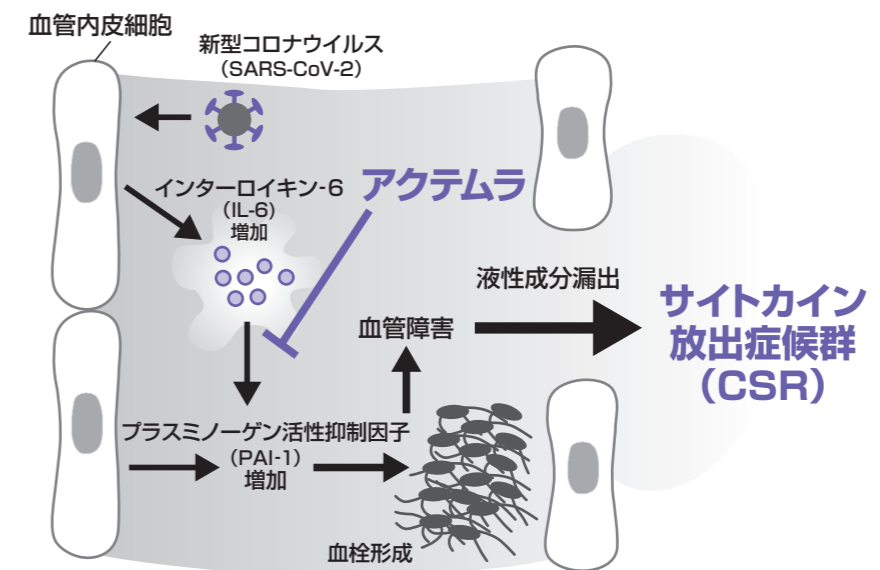 血管内皮細胞
新型コロナウイルス
（SARS-CoV-2）
インターロイキン-6
（IL-6）
増加
アクテムラ
液性成分漏出
サイトカイン
放出症候群
（CSR）
血管障害
プラスミノーゲン活性抑制因子
（PAI-1）
増加
血栓形成